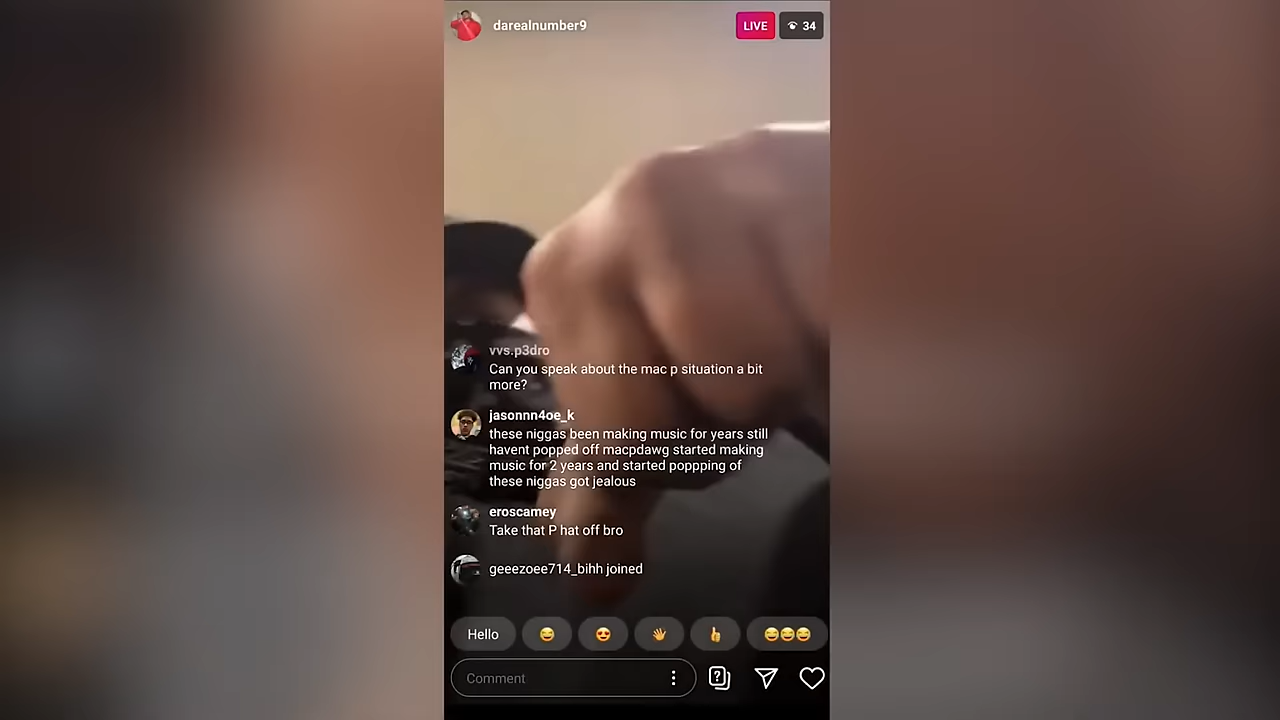 darealnumber9
LIVE
34
vvs.p3dro
Can you speak about the mac p situation a bit
more?
jasonnn4oe_k
these niggas been making music for years still
havent popped off macpdawg started making
music for 2 years and started poppping of
these niggas got jealous
eroscamey
Take that P hat off bro
geeezoee714_bihh joined
Hello
Comment